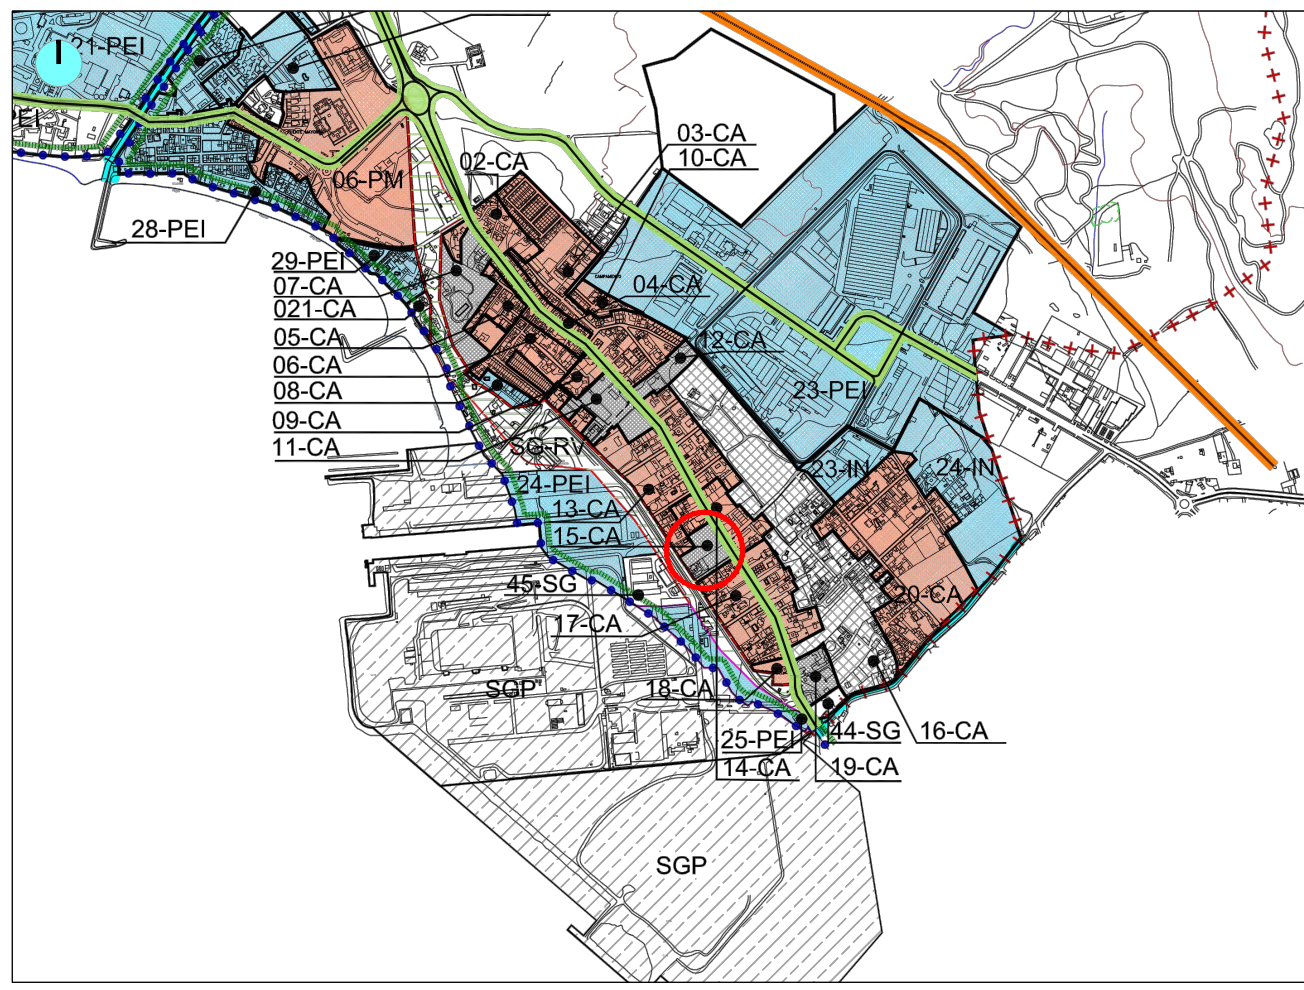 21-PEI
PEI
03-CA
10-CA
02-CA
06-PM
28-PEI
29-PEI
07-CA
021-CA
04-CA
CAMPAMENTO
05-CA
12-CA
06-CA
08-CA
23-PEI
09-CA
11-CA
SG-RV
23-IN
24-IN
24-PEI
13-CA
15-CA
45-SG
20-CA
17-CA
SGP
18-CA
25-PEI
44-SG
16-CA
14-CA
19-CA
SGP